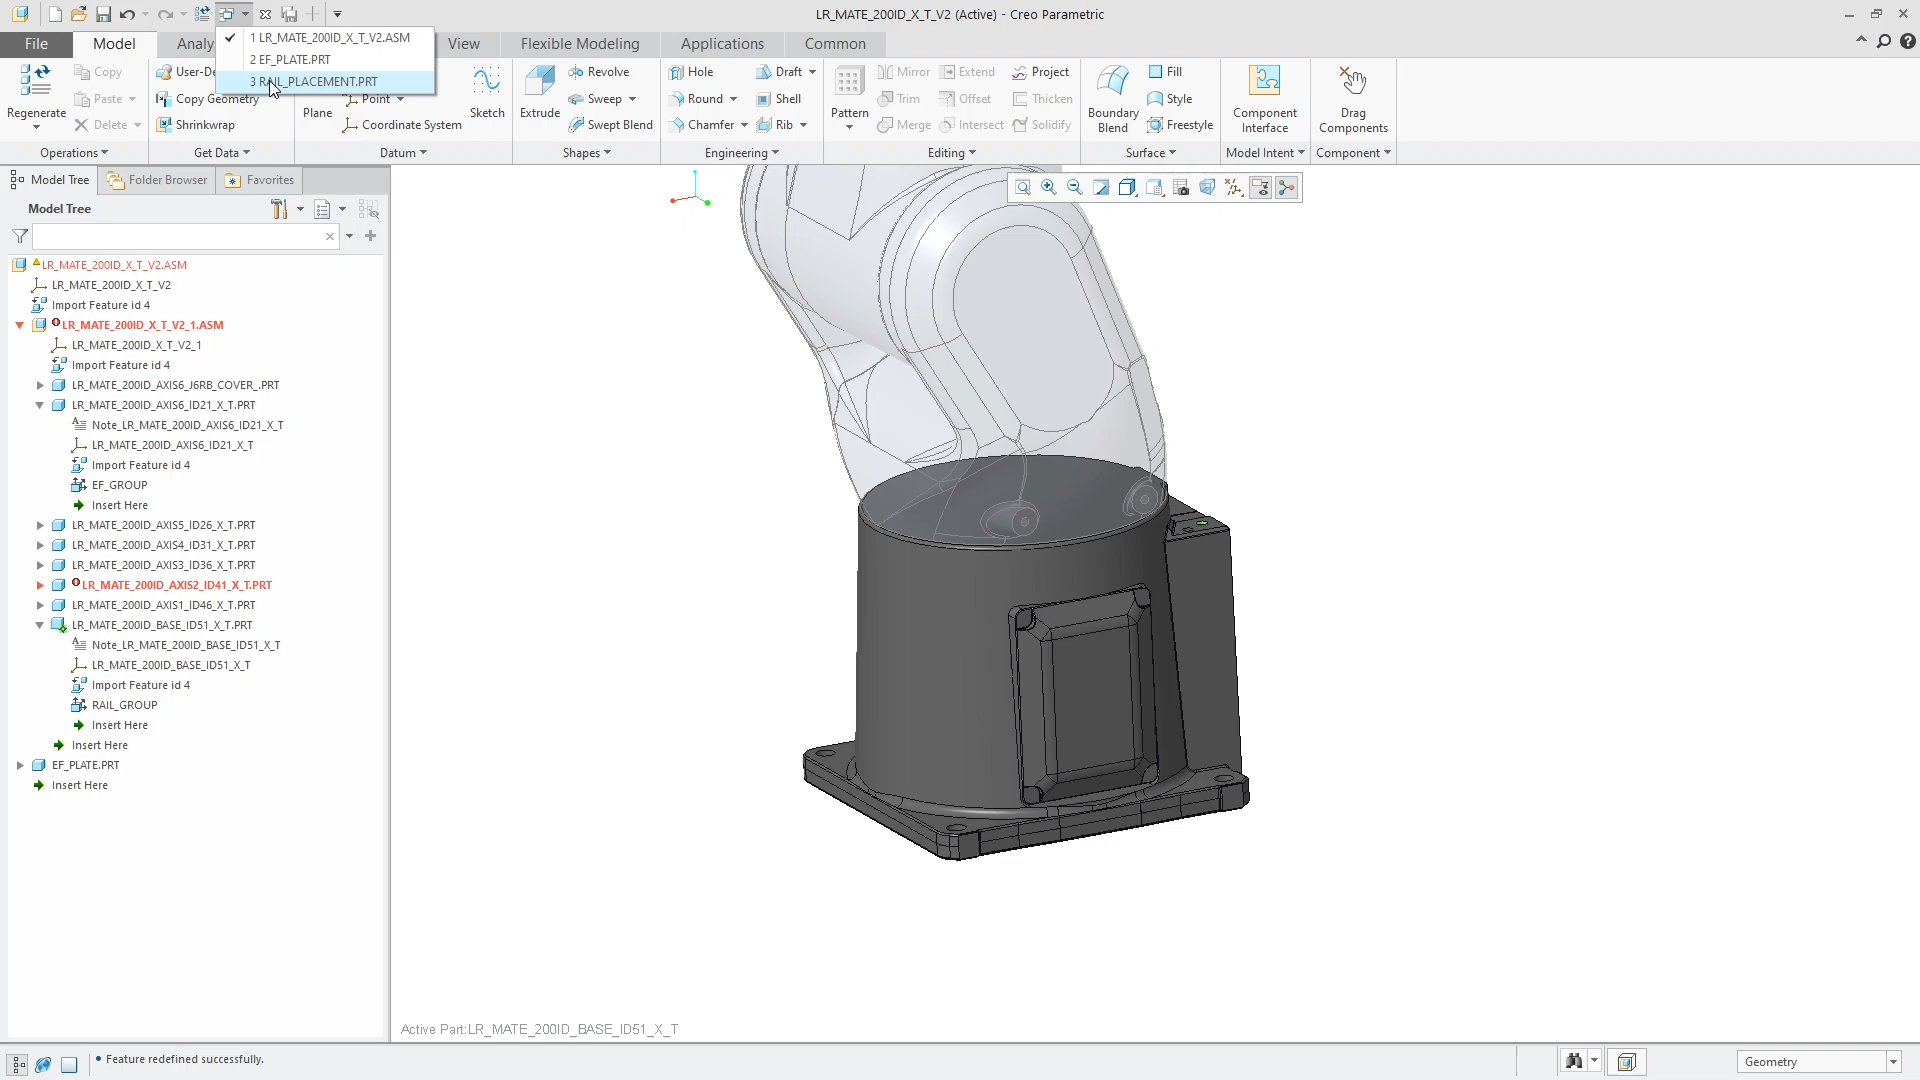 LR_MATE_200ID_X_T_V2 (Active) - Creo Parametric
1 LR_MATE_200ID_X_T_V2.ASM
2 EF_PLATE.PRT
3 RAIL_PLACEMENT.PRT
File
Model
View
Flexible Modeling
Applications
Common
Regenerate
Copy
Paste
Delete
Copy Geometry
Shrinkwrap
Plane
Point
Coordinate System
Sketch
Extrude
Revolve
Sweep
Swept Blend
Hole
Round
Chamfer
Draft
Shell
Rib
Pattern
Mirror
Extend
Project
Trim
Offset
Thicken
Merge
Intersect
Solidify
Boundary
Blend
Fill
Style
Freestyle
Component
Interface
Drag
Components
Operations
Get Data
Datum
Shapes
Engineering
Editing
Surface
Model Intent
Component
Model Tree
Folder Browser
Favorites
Model Tree
LR_MATE_200ID_X_T_V2.ASM
LR_MATE_200ID_X_T_V2
Import Feature id 4
LR_MATE_200ID_X_T_V2_1.ASM
LR_MATE_200ID_X_T_V2_1
Import Feature id 4
LR_MATE_200ID_AXIS6_J6RB_COVER_.PRT
LR_MATE_200ID_AXIS6_ID21_X_T.PRT
Note_LR_MATE_200ID_AXIS6_ID21_X_T
LR_MATE_200ID_AXIS6_ID21_X_T
Import Feature id 4
EF_GROUP
Insert Here
LR_MATE_200ID_AXIS5_ID26_X_T.PRT
LR_MATE_200ID_AXIS4_ID31_X_T.PRT
LR_MATE_200ID_AXIS3_ID36_X_T.PRT
LR_MATE_200ID_AXIS2_ID41_X_T.PRT
LR_MATE_200ID_AXIS1_ID46_X_T.PRT
LR_MATE_200ID_BASE_ID51_X_T.PRT
Note_LR_MATE_200ID_BASE_ID51_X_T
LR_MATE_200ID_BASE_ID51_X_T
Import Feature id 4
RAIL_GROUP
Insert Here
Insert Here
EF_PLATE.PRT
Insert Here
Active Part:LR_MATE_200ID_BASE_ID51_X_T
• Feature redefined successfully.
Geometry